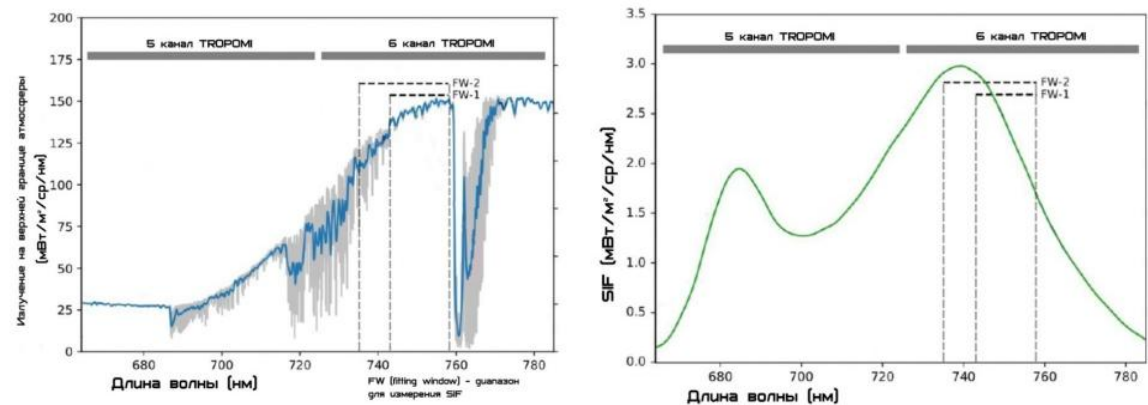 5 канал TROPOMI
6 канал TROPOMI
FW-2
FW-1
Излучение на верхней границе атмосферы
(мВт/м²/ср/нм)
200
175
150
125
100
75
50
25
0
680
700
720
740
760
780
Длина волны (нм)
FW (fitting window) - диапазон
для измерения SIF
5 канал TROPOMI
6 канал TROPOMI
FW-2
FW-1
SIF (мВт/м²/ср/нм)
3.5
3.0
2.5
2.0
1.5
1.0
0.5
0.0
680
700
720
740
760
780
Длина волны (нм)